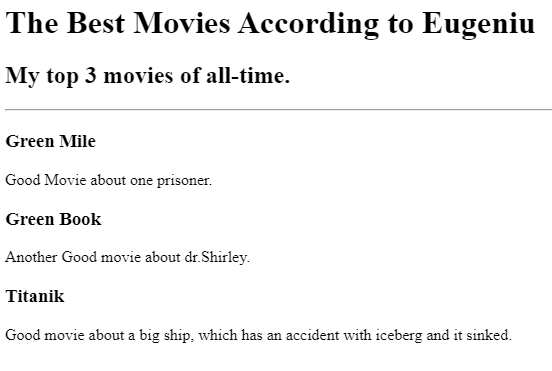 The Best Movies According to Eugeniu
My top 3 movies of all-time.
Green Mile
Good Movie about one prisoner.
Green Book
Another Good movie about dr.Shirley.
Titanik
Good movie about a big ship, which has an accident with iceberg and it sinked.